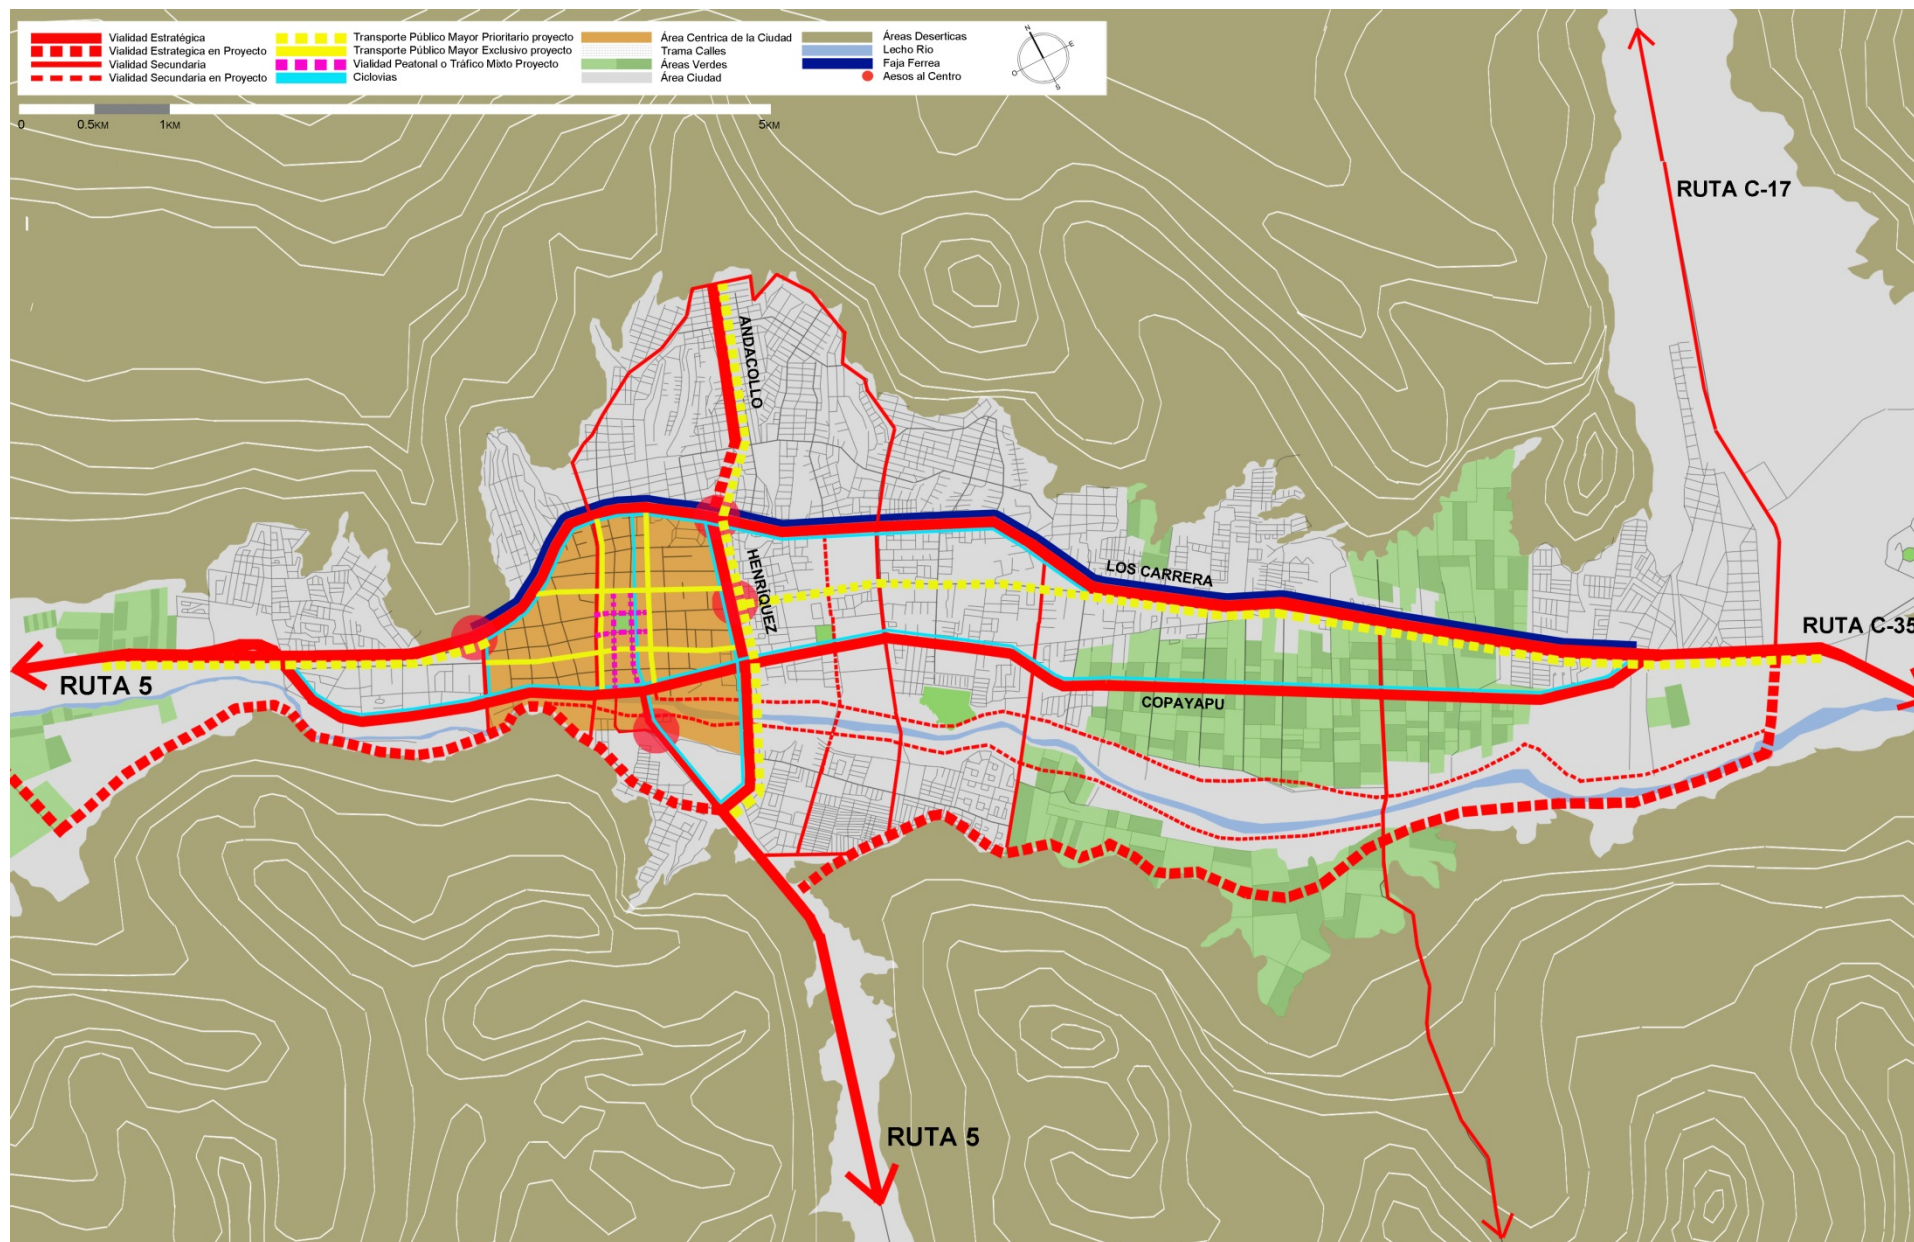 Vialidad Estratégica
Vialidad Estrategica en Proyecto
Vialidad Secundaria
Vialidad Secundaria en Proyecto
Transporte Público Mayor Prioritario proyecto
Transporte Público Mayor Exclusivo proyecto
Vialidad Peatonal o Tráfico Mixto Proyecto
Ciclovias
Área Centrica de la Ciudad
Trama Calles
Áreas Verdes
Área Ciudad
Áreas Deserticas
Lecho Rio
Faja Ferrea
Aesos al Centro
N
E
O
S
0
0.5KM
1KM
5KM
RUTA C-17
ANDACOLLO
HENRÍQUEZ
LOS CARRERA
RUTA C-35
RUTA 5
COPAYAPU
RUTA 5